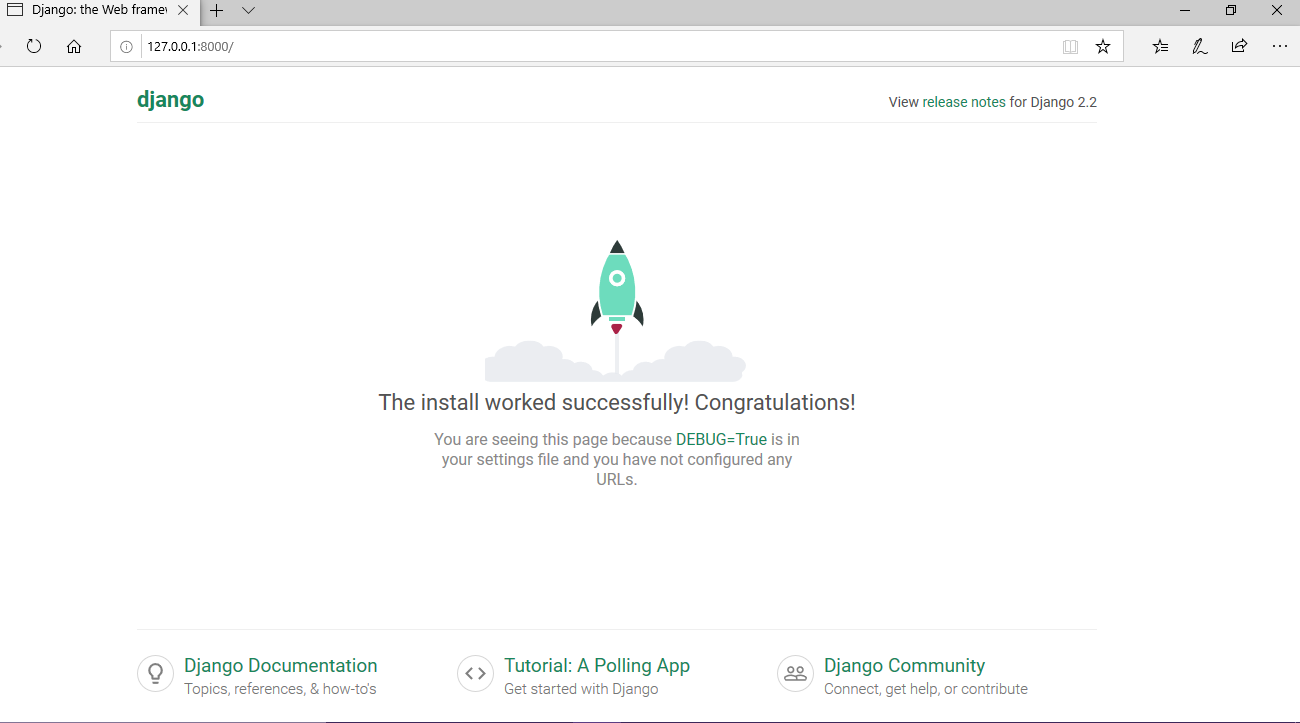 Django: the Web framew
127.0.0.1:8000/
django
View release notes for Django 2.2
The install worked successfully! Congratulations!
You are seeing this page because DEBUG=True is in
your settings file and you have not configured any
URLs.
Django Documentation
Topics, references, & how-to's
Tutorial: A Polling App
Get started with Django
Django Community
Connect, get help, or contribute